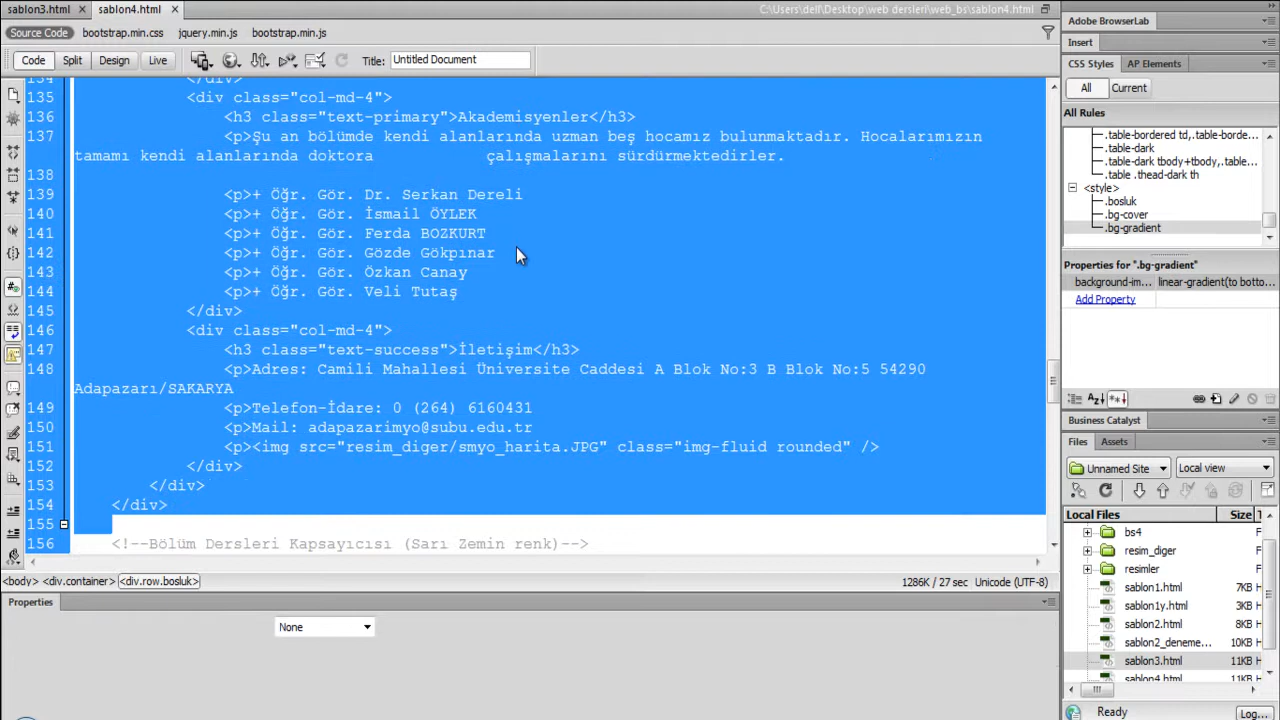 sablon3.html × sablon4.html × C:\Users\dell\Desktop\web dersleri\web_bs\sablon4.html
Source Code bootstrap.min.css jquery.min.js bootstrap.min.js
Code Split Design Live Title: Untitled Document
134 </div>
135 <div class="col-md-4">
136 <h3 class="text-primary">Akademisyenler</h3>
137 <p>Şu an bölümde kendi alanlarında uzman beş hocamız bulunmaktadır. Hocalarımızın
tamamı kendi alanlarında doktora çalışmalarını sürdürmektedirler.
138
139 <p>+ Öğr. Gör. Dr. Serkan Dereli
140 <p>+ Öğr. Gör. İsmail ÖYLEK
141 <p>+ Öğr. Gör. Ferda BOZKURT
142 <p>+ Öğr. Gör. Gözde Gökpınar
143 <p>+ Öğr. Gör. Özkan Canay
144 <p>+ Öğr. Gör. Veli Tutaş
145 </div>
146 <div class="col-md-4">
147 <h3 class="text-success">İletişim</h3>
148 <p>Adres: Camili Mahallesi Üniversite Caddesi A Blok No:3 B Blok No:5 54290
Adapazarı/SAKARYA
149 <p>Telefon-İdare: 0 (264) 6160431
150 <p>Mail: adapazarimyo@subu.edu.tr
151 <p><img src="resim_diger/smyo_harita.JPG" class="img-fluid rounded" />
152 </div>
153 </div>
154 </div>
155
156 <!--Bölüm Dersleri Kapsayıcısı (Sarı Zemin renk)-->
<body> <div.container> <div.row.bosluk> 1286K / 27 sec Unicode (UTF-8)
Properties
None
Adobe BrowserLab
Insert
CSS Styles AP Elements
All Current
All Rules
.table-bordered td,.table-borde...
.table-dark
.table-dark tbody+tbody,.table...
.table .thead-dark th
<style>
.bosluk
.bg-cover
.bg-gradient
Properties for ".bg-gradient"
background-im... linear-gradient(to botto...
Add Property
Business Catalyst
Files Assets
Unnamed Site Local view
Local Files Size T
bs4 F
resim_diger F
resimler F
sablon1.html 7KB F
sablon1y.html 3KB F
sablon2.html 8KB F
sablon2_deneme... 10KB F
sablon3.html 11KB F
sablon4.html 11KB F
Ready Log...